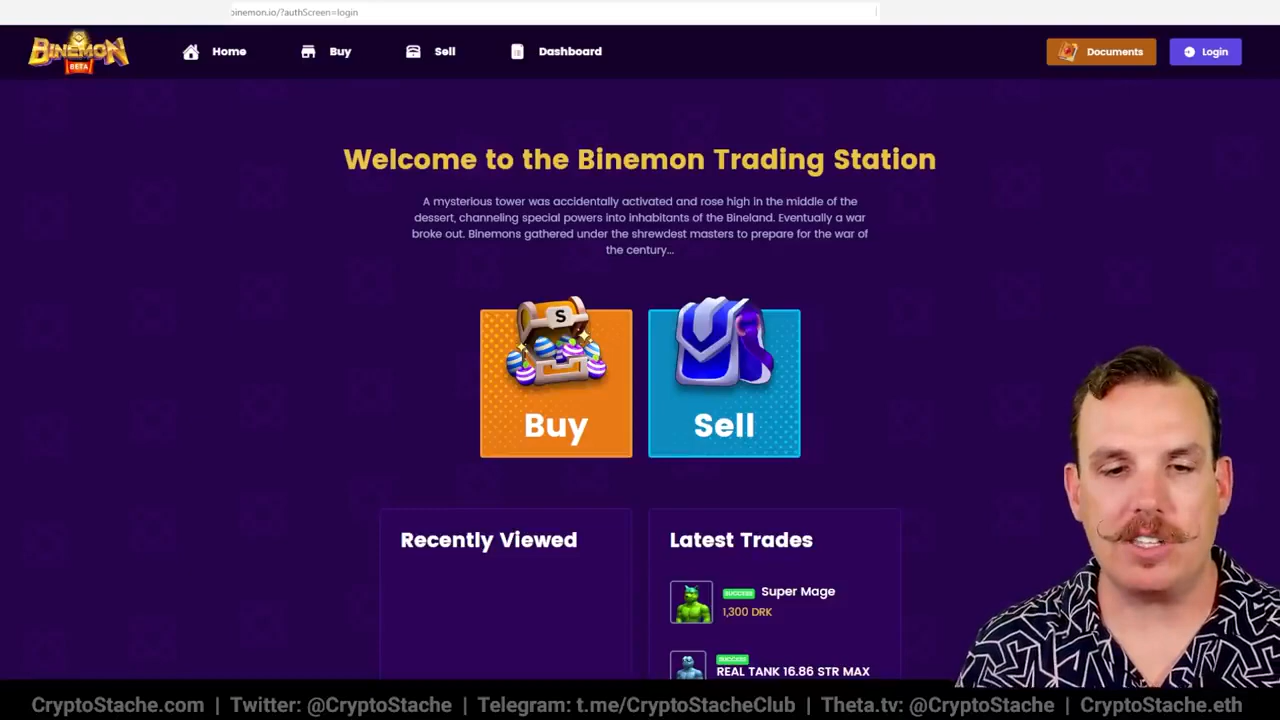 binemon.io/?authScreen=login
BINEMON
BETA
Home
Buy
Sell
Dashboard
Documents
Login
Welcome to the Binemon Trading Station
A mysterious tower was accidentally activated and rose high in the middle of the
dessert, channeling special powers into inhabitants of the Bineland. Eventually a war
broke out. Binemons gathered under the shrewdest masters to prepare for the war of
the century...
S
Buy
Sell
Recently Viewed
Latest Trades
SUCCESS Super Mage
1,300 DRK
SUCCESS
REAL TANK 16.86 STR MAX
CryptoStache.com | Twitter: @CryptoStache | Telegram: t.me/CryptoStacheClub | Theta.tv: @CryptoStache | CryptoStache.eth